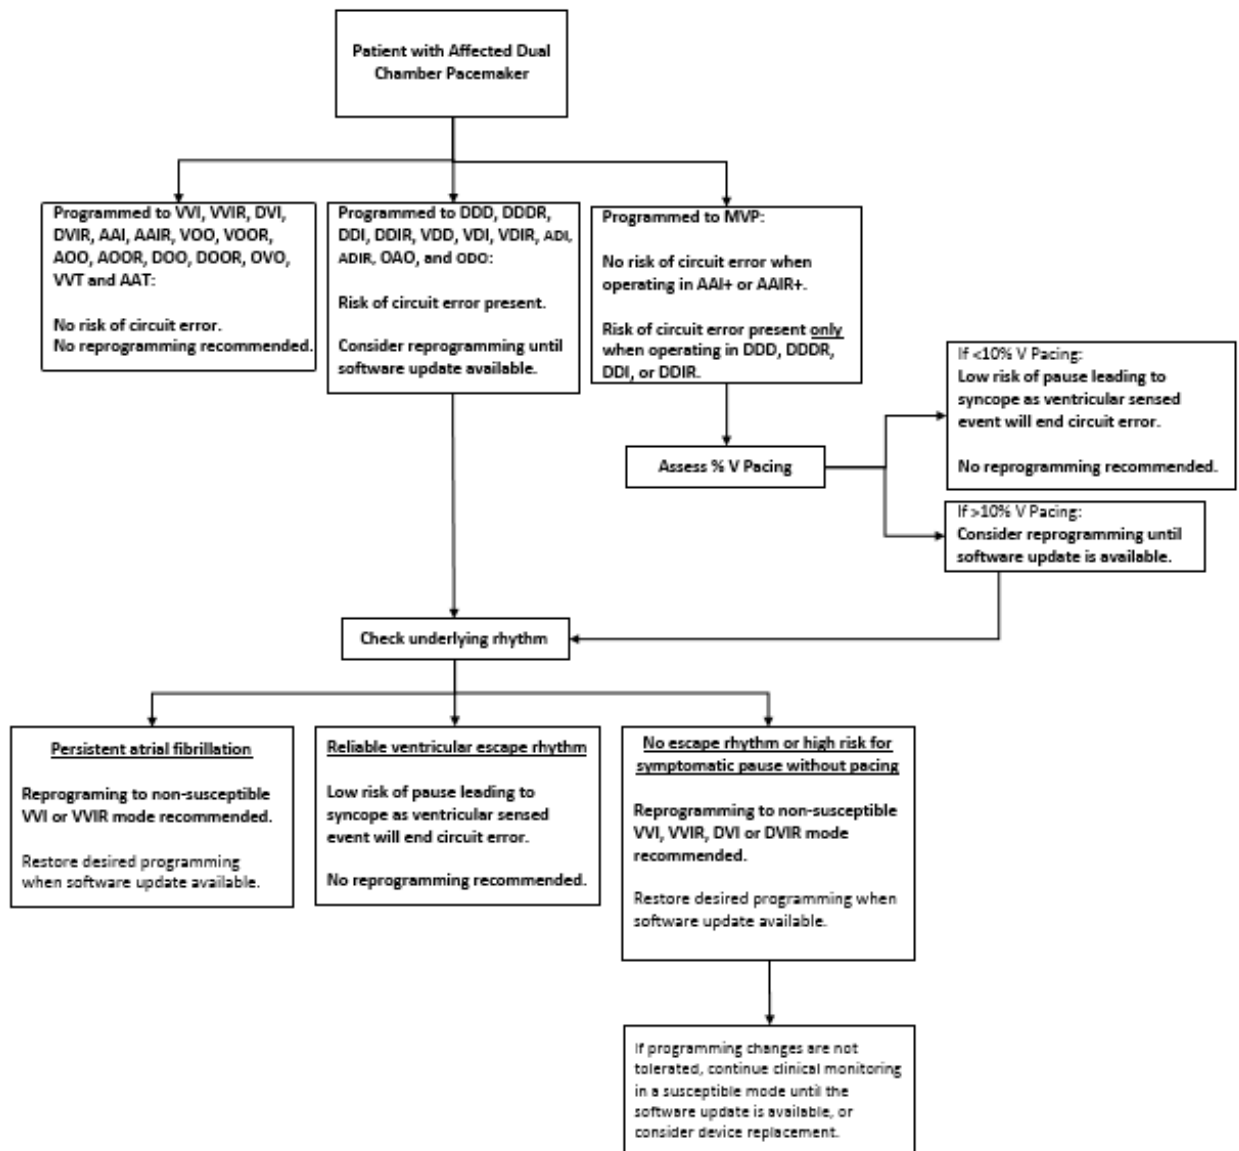 Patient with Affected Dual
Chamber Pacemaker
Programmed to VVI, VVIR, DVI,
DVIR, AAI, AAIR, VOO, VOOR,
AOO, AOOR, DOO, DOOR, OVO,
VVT and AAT:
No risk of circuit error.
No reprogramming recommended.
Programmed to DDD, DDDR,
DDI, DDIR, VDD, VDI, VDIR, ADI,
ADIR, OAO, and ODO:
Risk of circuit error present.
Consider reprogramming until
software update available.
Programmed to MVP:
No risk of circuit error when
operating in AAI+ or AAIR+.
Risk of circuit error present only
when operating in DDD, DDDR,
DDI, or DDIR.
Assess % V Pacing
If <10% V Pacing:
Low risk of pause leading to
syncope as ventricular sensed
event will end circuit error.
No reprogramming recommended.
If >10% V Pacing:
Consider reprogramming until
software update is available.
Check underlying rhythm
Persistent atrial fibrillation
Reprograming to non-susceptible
VVI or VVIR mode recommended.
Restore desired programming
when software update available.
Reliable ventricular escape rhythm
Low risk of pause leading to
syncope as ventricular sensed
event will end circuit error.
No reprogramming recommended.
No escape rhythm or high risk for
symptomatic pause without pacing
Reprogramming to non-susceptible
VVI, VVIR, DVI or DVIR mode
recommended.
Restore desired programming when
software update available.
If programming changes are not
tolerated, continue clinical monitoring
in a susceptible mode until the
software update is available, or
consider device replacement.